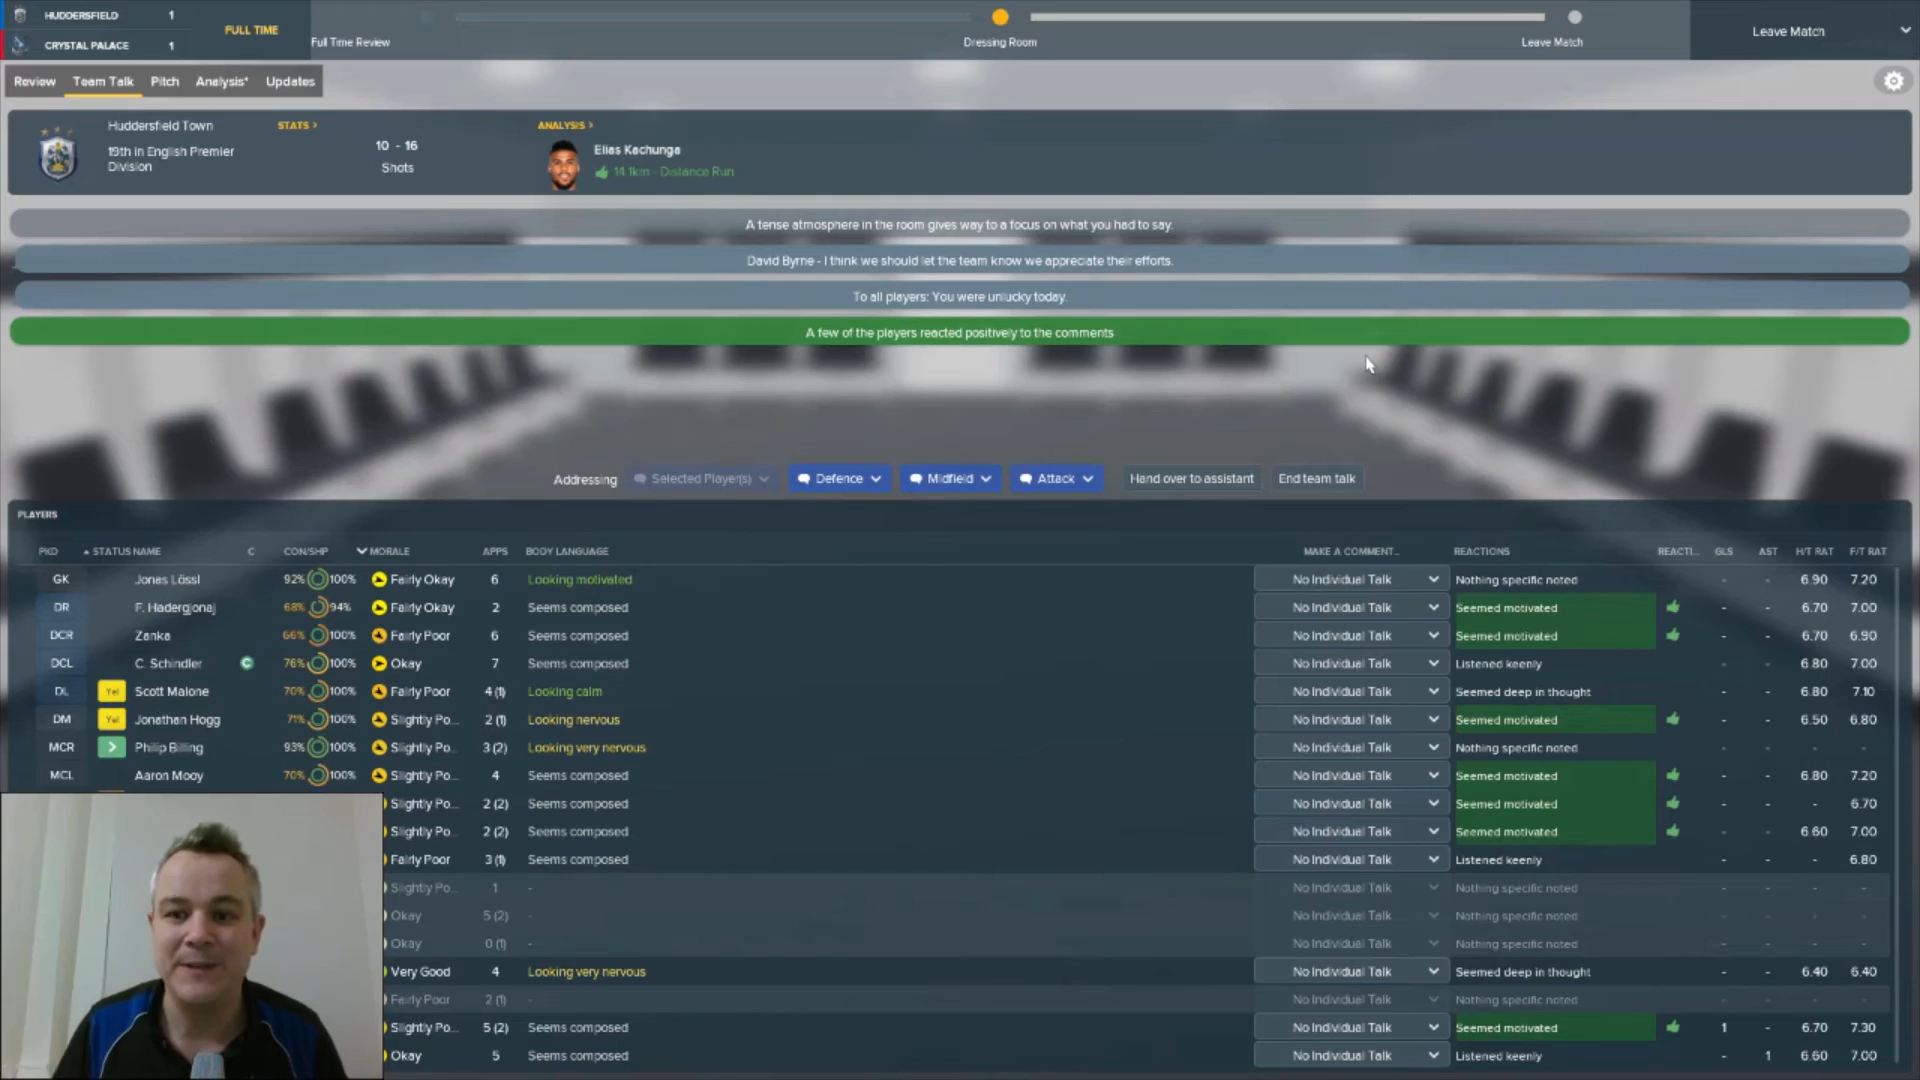 HUDDERSFIELD 1
CRYSTAL PALACE 1
FULL TIME
Full Time Review
Dressing Room
Leave Match
Leave Match
Review Team Talk Pitch Analysis* Updates
Huddersfield Town
19th in English Premier
Division
STATS >
10 - 16
Shots
ANALYSIS >
Elias Kachunga
14.1km - Distance Run
A tense atmosphere in the room gives way to a focus on what you had to say.
David Byrne - I think we should let the team know we appreciate their efforts.
To all players: You were unlucky today.
A few of the players reacted positively to the comments
Addressing Selected Player(s) Defence Midfield Attack Hand over to assistant End team talk
PLAYERS
PKD STATUS NAME C CON/SHP MORALE APPS BODY LANGUAGE MAKE A COMMENT... REACTIONS REACTI... GLS AST H/T RAT F/T RAT
GK Jonas Lössl 92% 100% Fairly Okay 6 Looking motivated No Individual Talk Nothing specific noted - - 6.90 7.20
DR F. Hadergjonaj 68% 94% Fairly Okay 2 Seems composed No Individual Talk Seemed motivated - - 6.70 7.00
DCR Zanka 66% 100% Fairly Poor 6 Seems composed No Individual Talk Seemed motivated - - 6.70 6.90
DCL C. Schindler C 76% 100% Okay 7 Seems composed No Individual Talk Listened keenly - - 6.80 7.00
DL Yel Scott Malone 70% 100% Fairly Poor 4 (1) Looking calm No Individual Talk Seemed deep in thought - - 6.80 7.10
DM Yel Jonathan Hogg 71% 100% Slightly Po... 2 (1) Looking nervous No Individual Talk Seemed motivated - - 6.50 6.80
MCR Philip Billing 93% 100% Slightly Po... 3 (2) Looking very nervous No Individual Talk Nothing specific noted - - - -
MCL Aaron Mooy 70% 100% Slightly Po... 4 Seems composed No Individual Talk Seemed motivated - - 6.80 7.20
Slightly Po... 2 (2) Seems composed No Individual Talk Seemed motivated - - - 6.70
Slightly Po... 2 (2) Seems composed No Individual Talk Seemed motivated - - 6.60 7.00
Fairly Poor 3 (1) Seems composed No Individual Talk Listened keenly - - - 6.80
Slightly Po... 1 - No Individual Talk Nothing specific noted - - - -
Okay 5 (2) - No Individual Talk Nothing specific noted - - - -
Okay 0 (1) - No Individual Talk Nothing specific noted - - - -
Very Good 4 Looking very nervous No Individual Talk Seemed deep in thought - - 6.40 6.40
Fairly Poor 2 (1) - No Individual Talk Nothing specific noted - - - -
Slightly Po... 5 (2) Seems composed No Individual Talk Seemed motivated 1 - 6.70 7.30
Okay 5 Seems composed No Individual Talk Listened keenly - 1 6.60 7.00